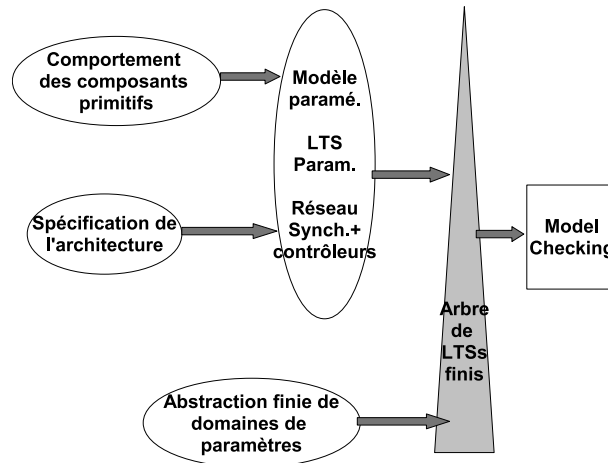 Comportement
des composants
primitifs
Modèle
paramé.
LTS
Param.
Réseau
Synch.+
contrôleurs
Spécification de
l'architecture
Model
Checking
Arbre
de
LTSs
finis
Abstraction finie de
domaines de
paramètres